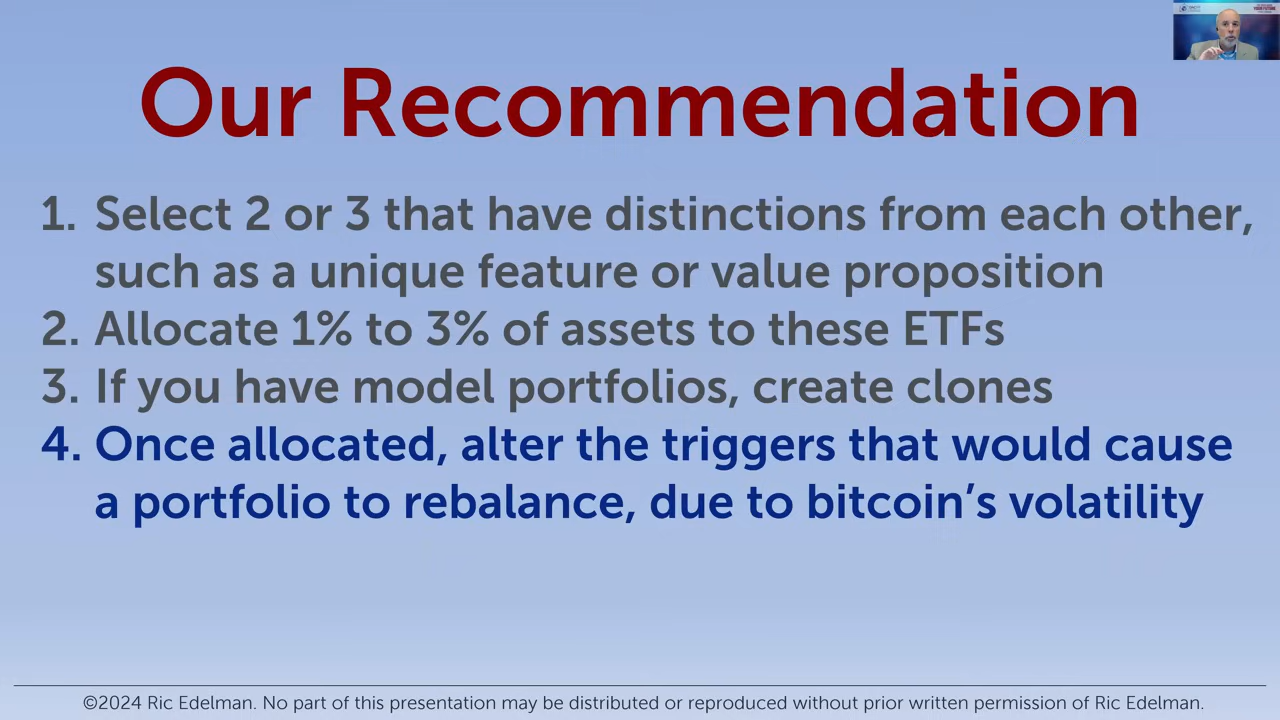 Our Recommendation
1. Select 2 or 3 that have distinctions from each other,
such as a unique feature or value proposition
2. Allocate 1% to 3% of assets to these ETFs
3. If you have model portfolios, create clones
4. Once allocated, alter the triggers that would cause
a portfolio to rebalance, due to bitcoin’s volatility
©2024 Ric Edelman. No part of this presentation may be distributed or reproduced without prior written permission of Ric Edelman.